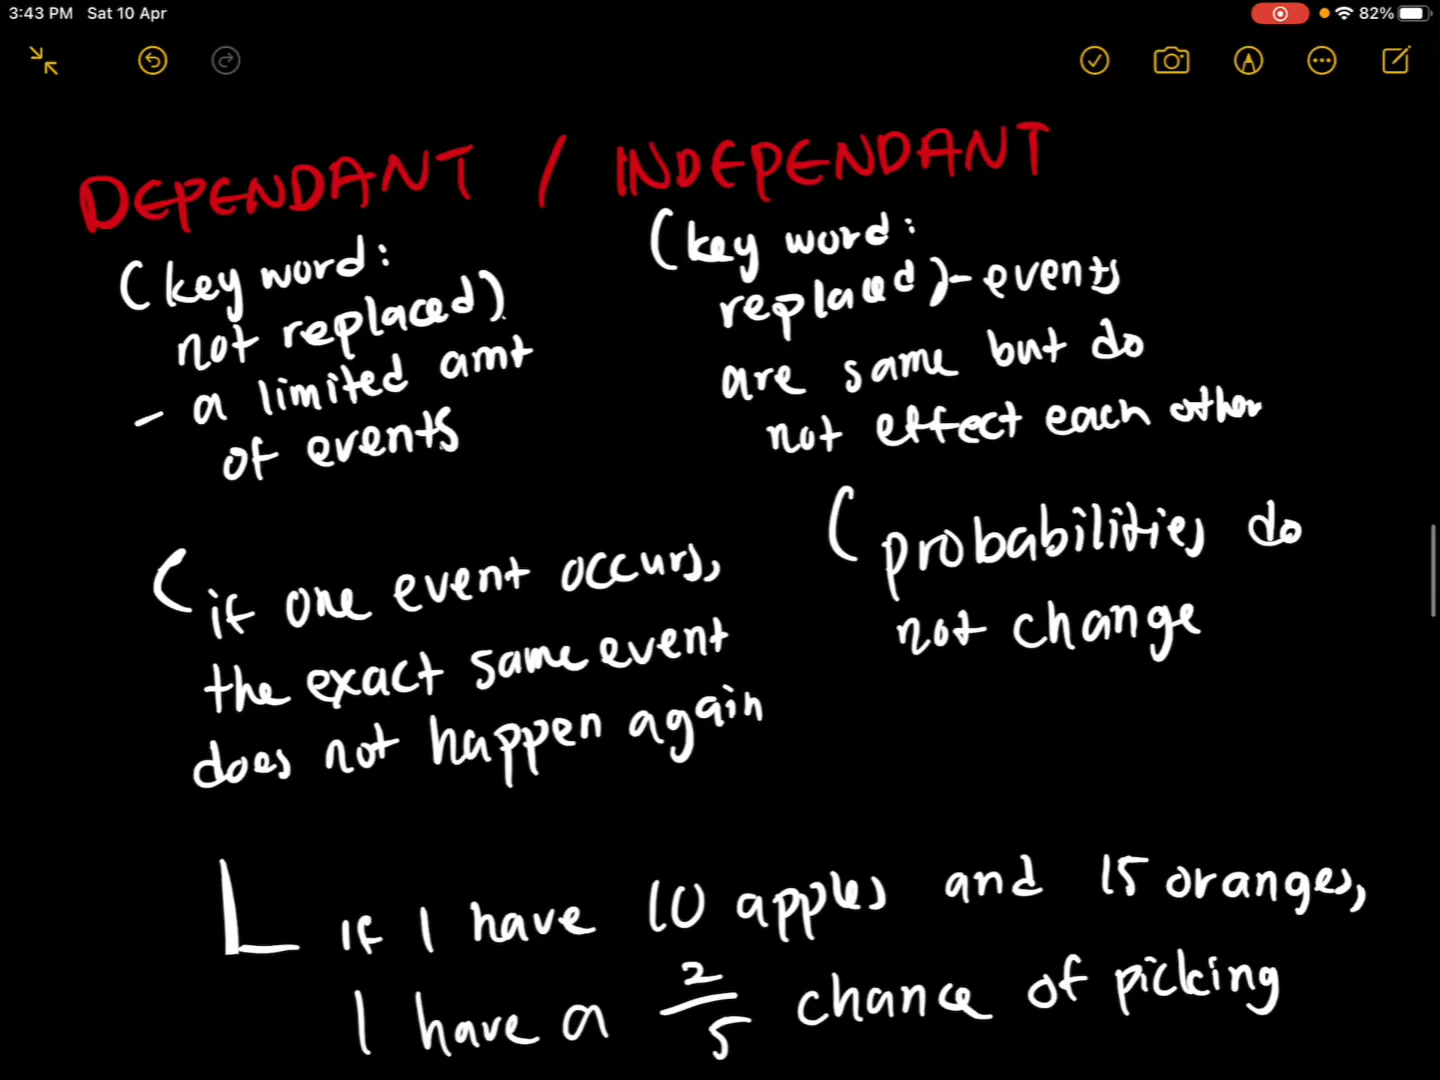 3:43 PM Sat 10 Apr
82%
DEPENDANT / INDEPENDANT
(key word:
not replaced)
- a limited amt
of events
(key word:
replaced)-events
are same but do
not effect each other
(if one event occurs,
the exact same event
does not happen again
(probabilities do
not change
if I have 10 apples and 15 oranges,
I have a 2/5 chance of picking